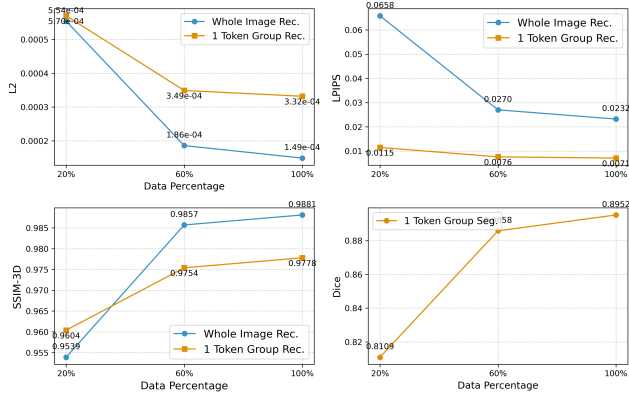 5.54e-04
5.70e-04
0.0005
0.0004
0.0003
0.0002
L2
Whole Image Rec.
1 Token Group Rec.
3.49e-04
3.32e-04
1.86e-04
1.49e-04
20%
60%
100%
Data Percentage
0.0658
0.06
0.05
0.04
0.03
0.02
0.01
LPIPS
Whole Image Rec.
1 Token Group Rec.
0.0270
0.0232
0.0115
0.0076
0.0071
20%
60%
100%
Data Percentage
0.9881
0.9857
0.985
0.980
0.975
0.970
0.965
0.960
0.955
SSIM-3D
0.9778
0.9754
0.9604
0.9539
Whole Image Rec.
1 Token Group Rec.
20%
60%
100%
Data Percentage
0.8952
1 Token Group Seg.
0.88
0.86
0.84
0.82
Dice
0.8109
20%
60%
100%
Data Percentage